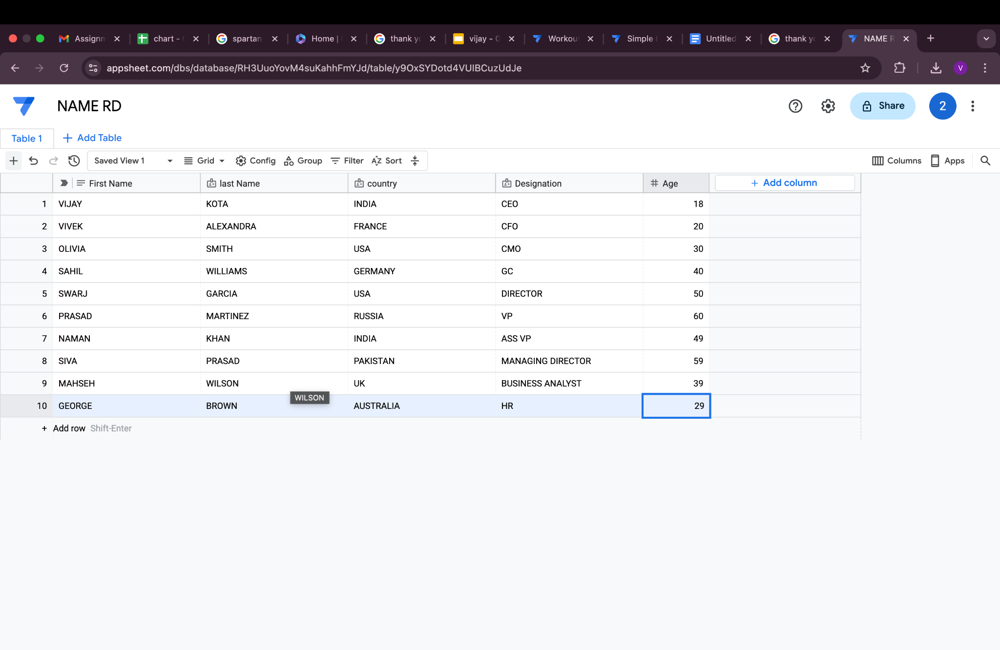 Assignm chart - spartan Home | thank yo vijay - G Workout Simple Untitled thank yo NAME R
appsheet.com/dbs/database/RH3UuoYovM4suKahhFmYJd/table/y9OxSYDotd4VUIBCuzUdJe V
NAME RD Share 2
Table 1 + Add Table
Saved View 1 Grid Config Group Filter AZ Sort Columns Apps
First Name last Name country Designation # Age + Add column
1 VIJAY KOTA INDIA CEO 18
2 VIVEK ALEXANDRA FRANCE CFO 20
3 OLIVIA SMITH USA CMO 30
4 SAHIL WILLIAMS GERMANY GC 40
5 SWARJ GARCIA USA DIRECTOR 50
6 PRASAD MARTINEZ RUSSIA VP 60
7 NAMAN KHAN INDIA ASS VP 49
8 SIVA PRASAD PAKISTAN MANAGING DIRECTOR 59
9 MAHSEH WILSON UK BUSINESS ANALYST 39
WILSON
10 GEORGE BROWN AUSTRALIA HR 29
+ Add row Shift-Enter